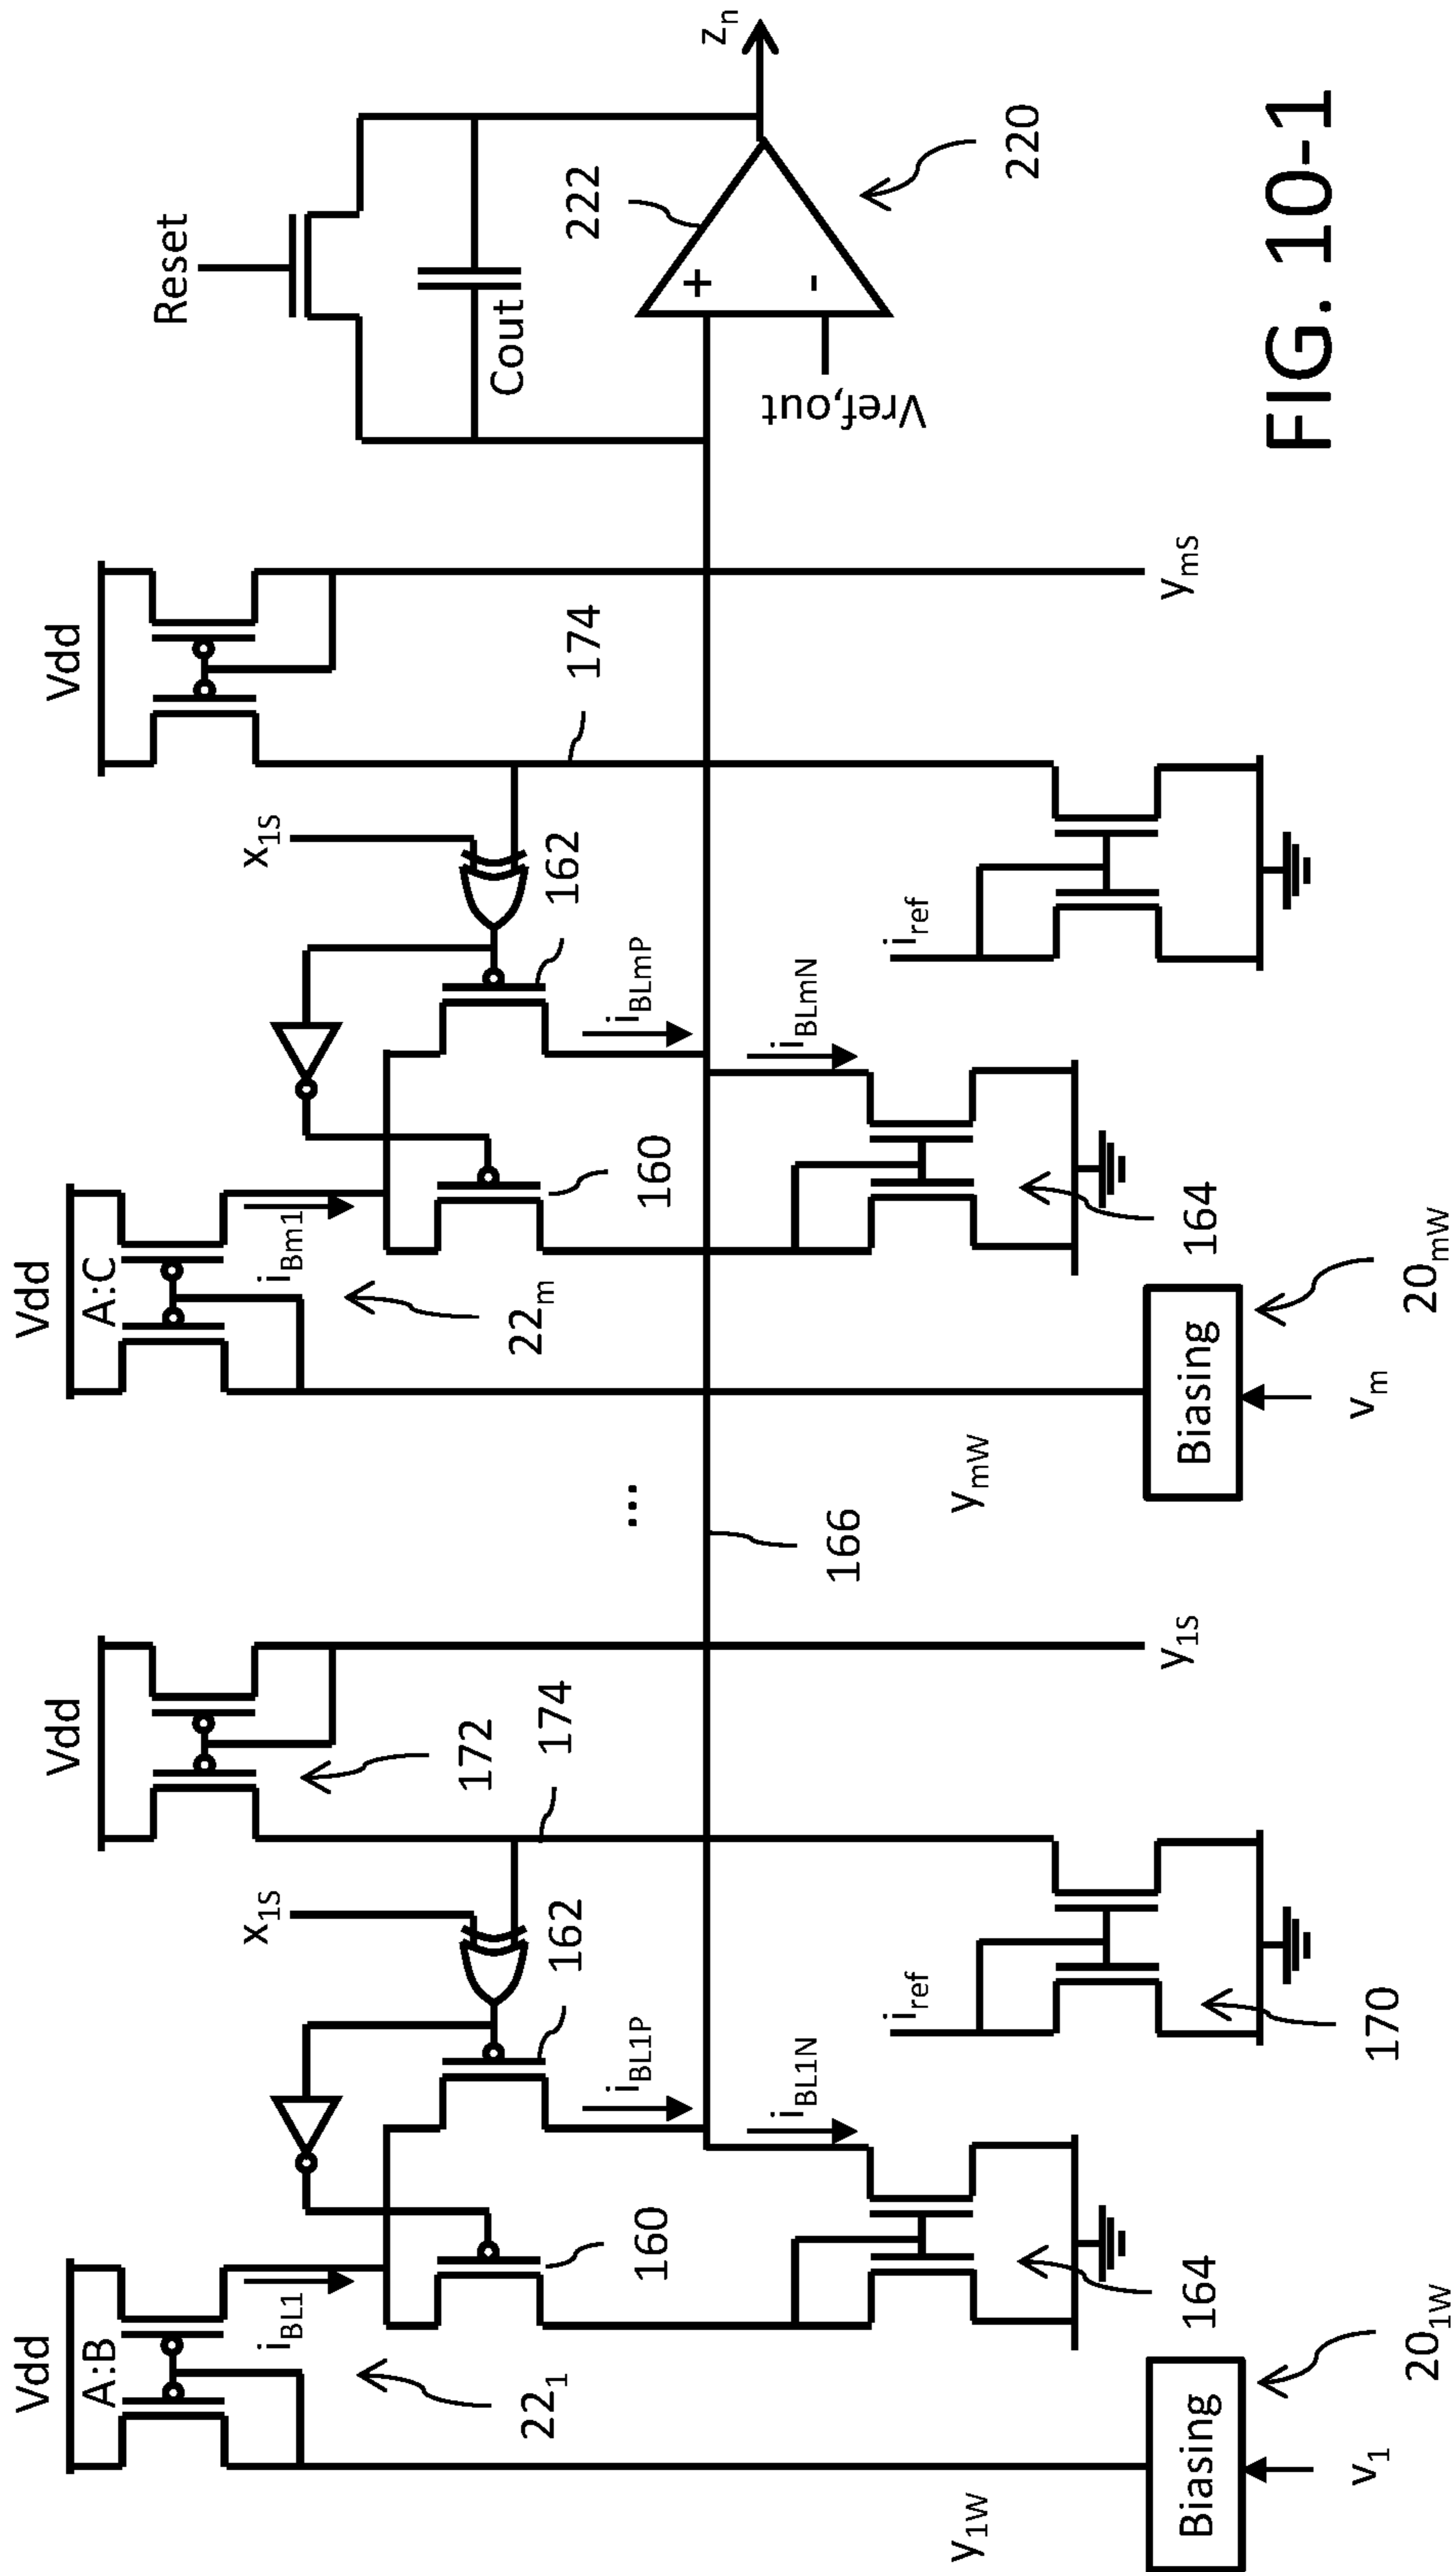 Vdd
A:B
i_BL1
22_1
y_1W
Biasing
v_1
20_1W
160
162
x_1S
i_BL1P
i_BL1N
164
Vdd
172
174
y_1S
i_ref
170
...
166
Vdd
A:C
i_Bm1
22_m
y_mW
Biasing
v_m
20_mW
160
162
x_1S
i_BLmP
i_BLmN
164
Vdd
174
y_mS
i_ref
Reset
Cout
222
+
-
Vref,out
z_n
220
FIG. 10-1